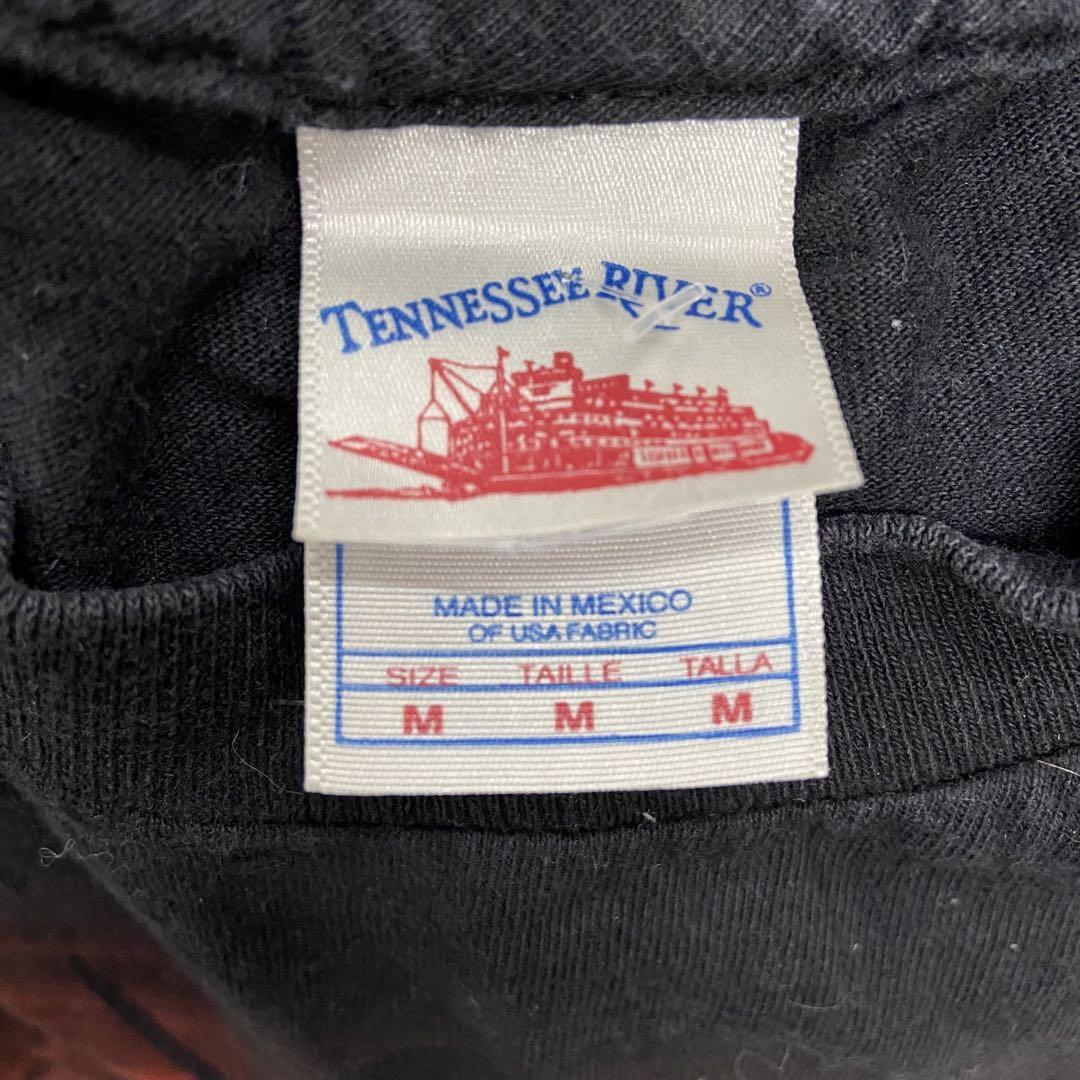 TENNESSEE RIVER®
MADE IN MEXICO
OF USA FABRIC
SIZE TAILLE TALLA
M M M